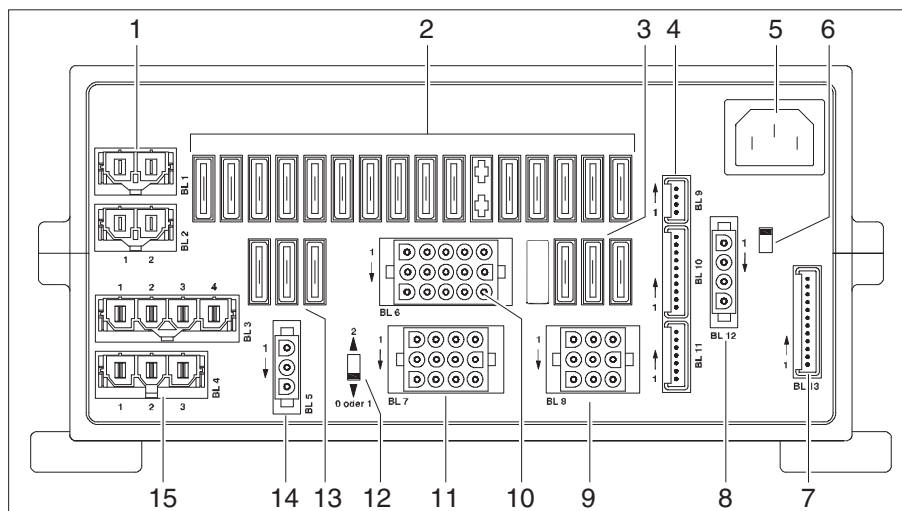 1 2 3 4 5 6
BL 1
BL 2
1 2
1 2 3 4
BL 3
BL 4
1 2 3
1
BL 5
2
0 oder 1
1
BL 6
1
BL 7
1
BL 8
BL 9
1
BL 10
1
BL 11
1
1
BL 12
BL 13
1
15 14 13 12 11 10 9 8 7